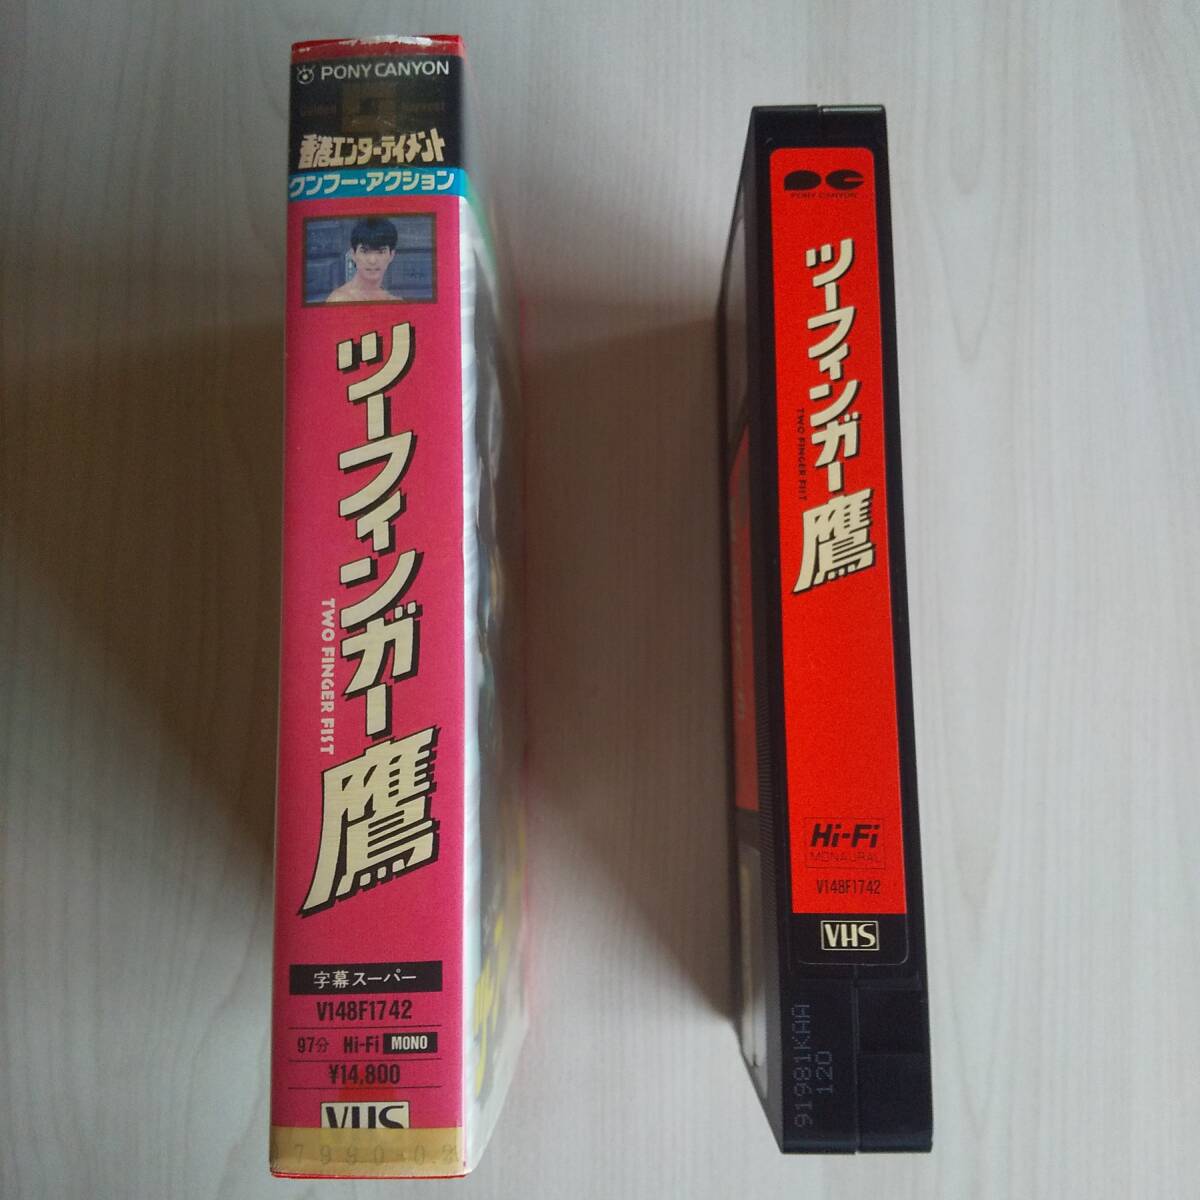 PONY CANYON
Golden Harvest
香港エンターテイメント
クンフー・アクション
ツーフィンガー鷹
TWO FINGER FIST
字幕スーパー
V148F1742
97分 Hi-Fi MONO
¥14,800
VHS
PONY CANYON
ツーフィンガー鷹
TWO FINGER FIST
Hi-Fi
MONAURAL
V148F1742
VHS
91981KAA
120